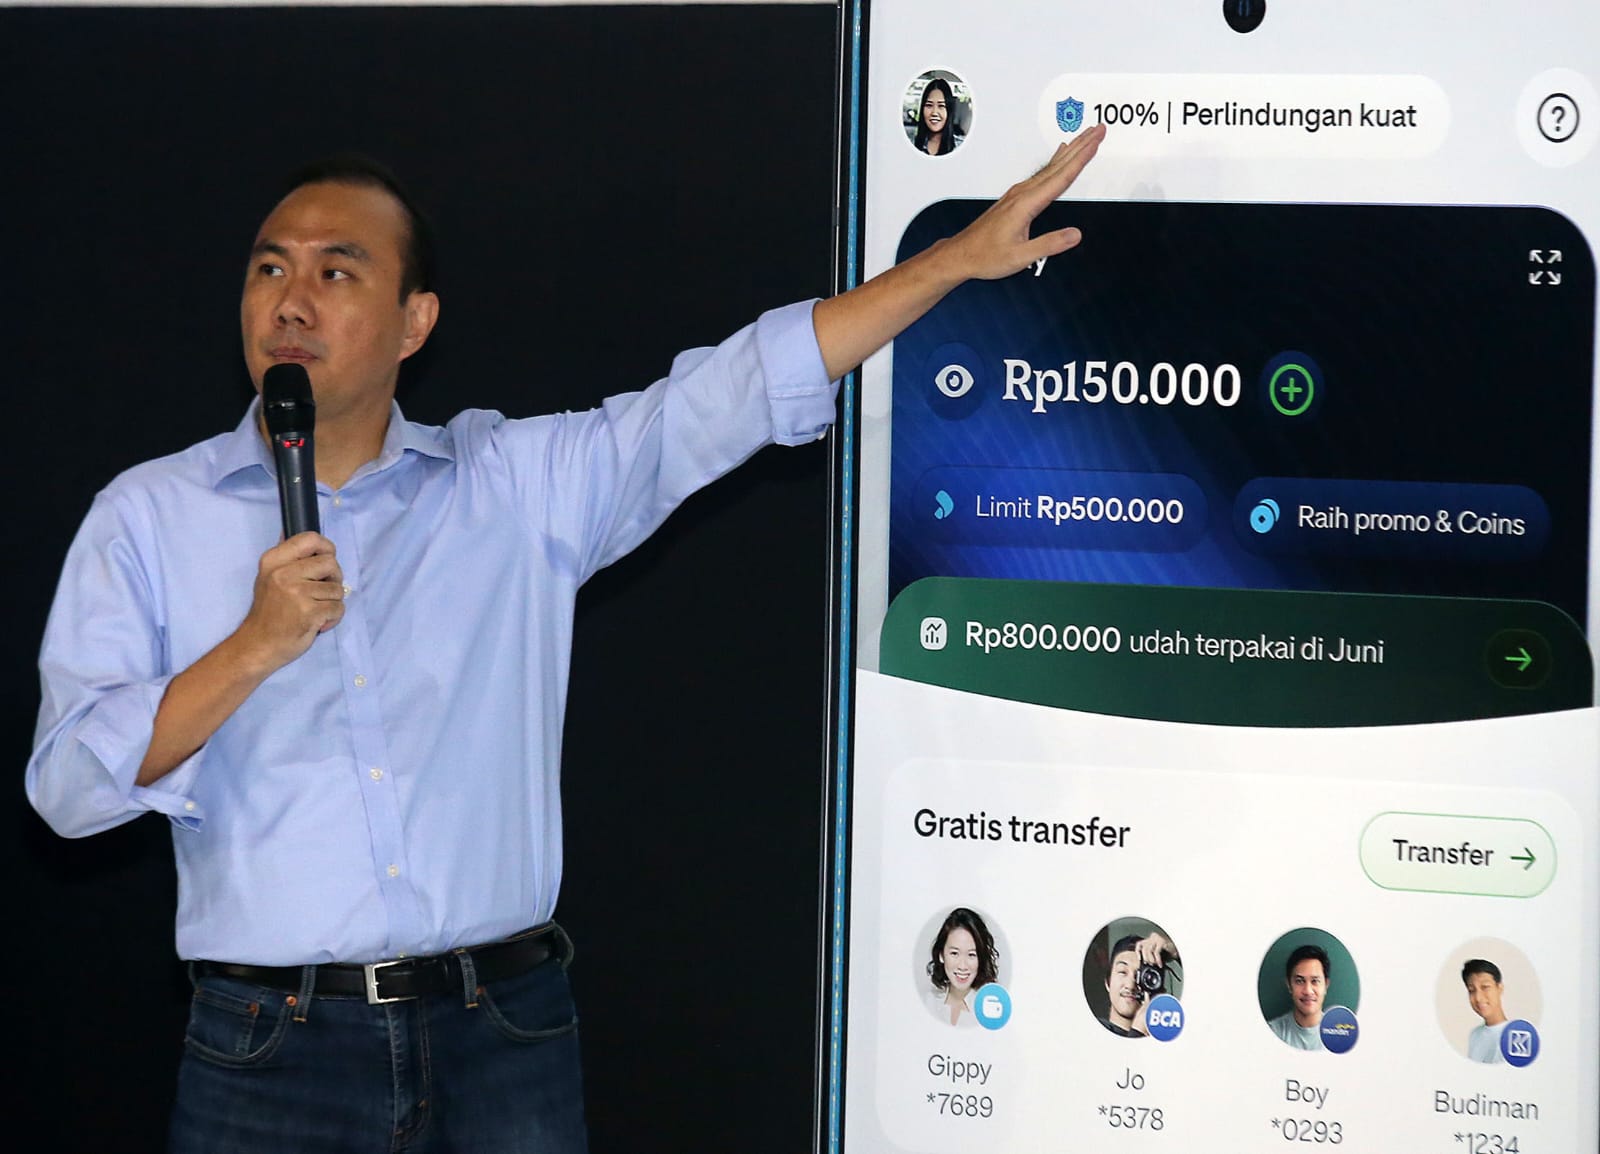 100% | Perlindungan kuat
?
Rp150.000
Limit Rp500.000
Raih promo & Coins
Rp800.000 udah terpakai di Juni
Gratis transfer
Transfer
BCA
mandiri
Gippy
*7689
Jo
*5378
Boy
*0293
Budiman
*1234